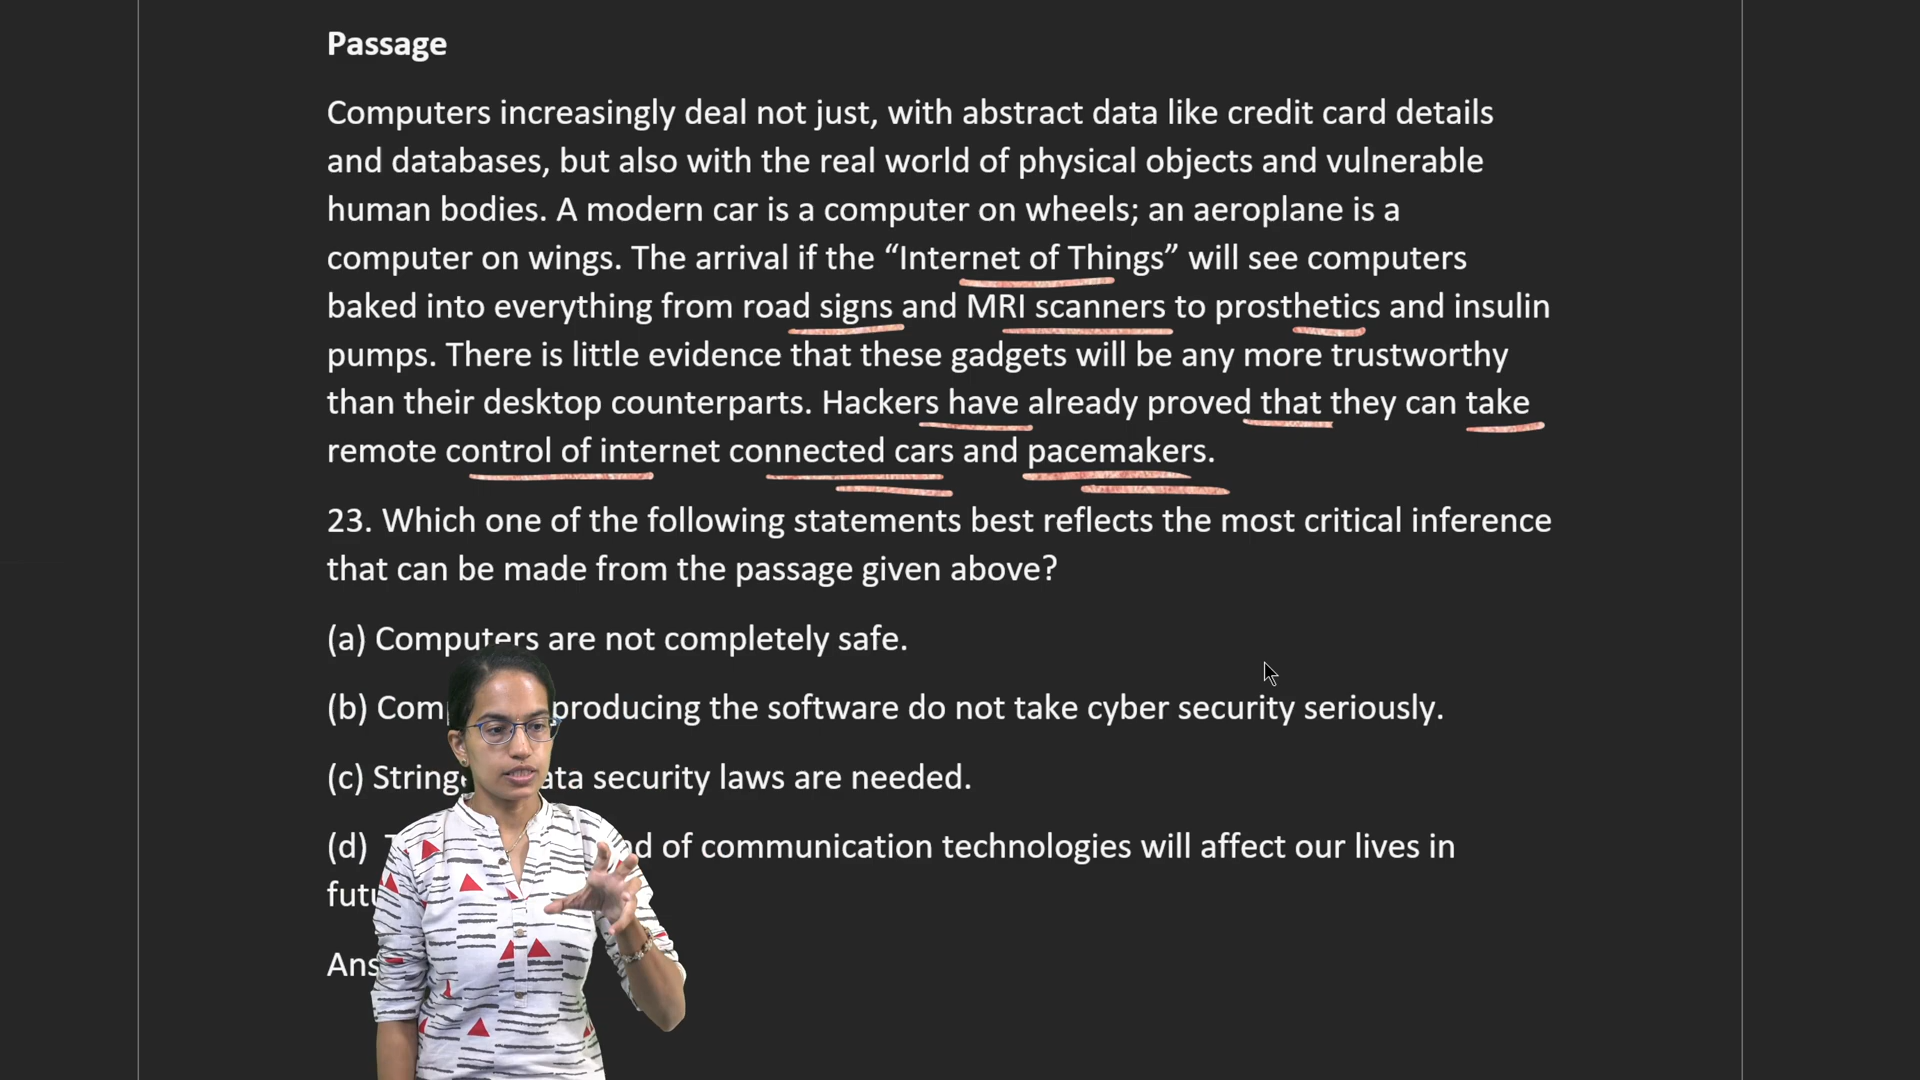 Passage
Computers increasingly deal not just, with abstract data like credit card details
and databases, but also with the real world of physical objects and vulnerable
human bodies. A modern car is a computer on wheels; an aeroplane is a
computer on wings. The arrival if the “Internet of Things” will see computers
baked into everything from road signs and MRI scanners to prosthetics and insulin
pumps. There is little evidence that these gadgets will be any more trustworthy
than their desktop counterparts. Hackers have already proved that they can take
remote control of internet connected cars and pacemakers.
23. Which one of the following statements best reflects the most critical inference
that can be made from the passage given above?
(a) Computers are not completely safe.
(b) producing the software do not take cyber security seriously.
(c) security laws are needed.
(d) of communication technologies will affect our lives in